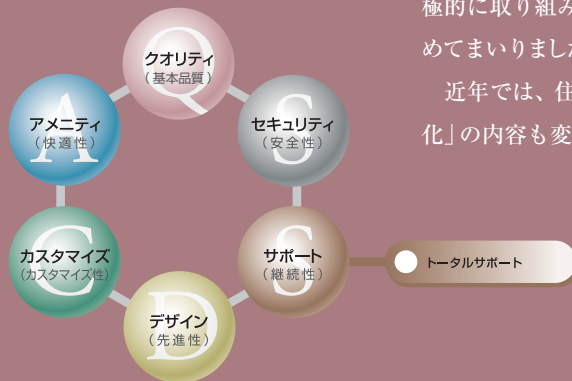 極的に取り組み
めてまいりました
近年では、住
化」の内容も変
Q
クオリティ
(基本品質)
A
アメニティ
(快適性)
S
セキュリティ
(安全性)
C
カスタマイズ
(カスタマイズ性)
S
サポート
(継続性)
トータルサポート
D
デザイン
(先進性)